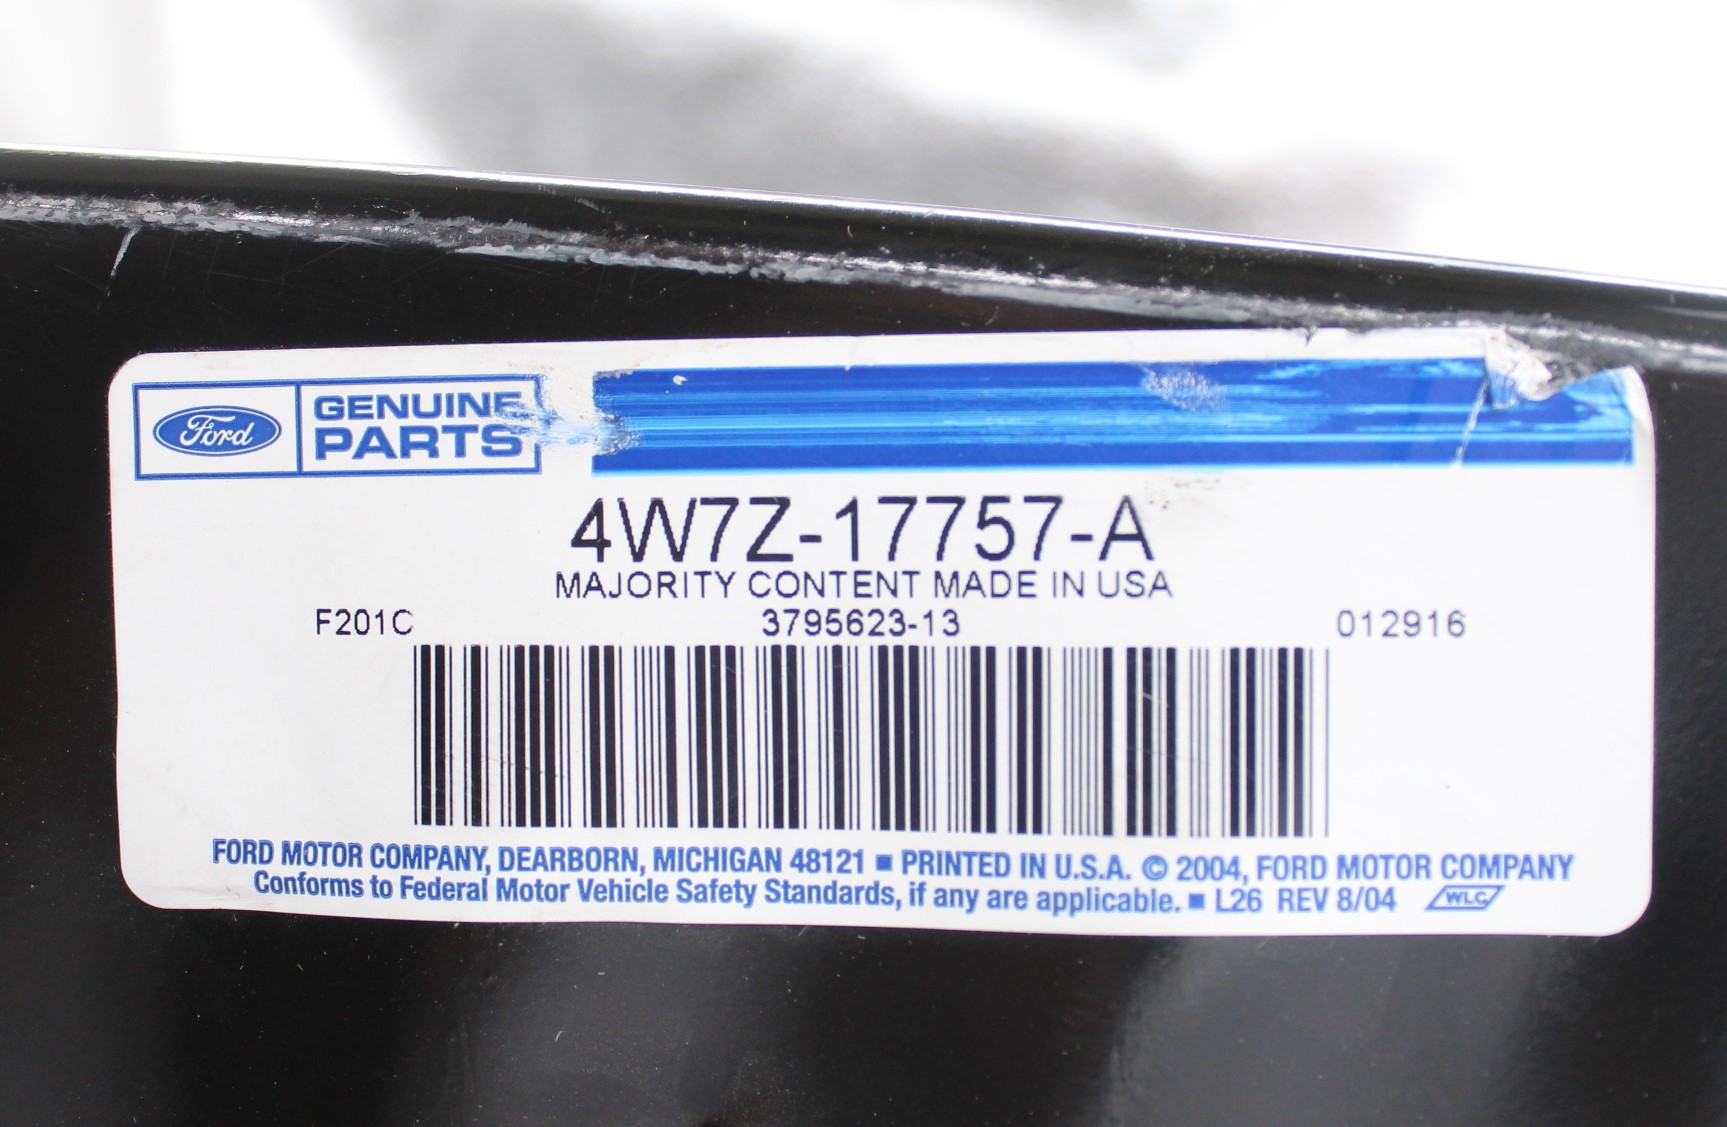 Ford GENUINE PARTS
4W7Z-17757-A
MAJORITY CONTENT MADE IN USA
F201C 3795623-13 012916
FORD MOTOR COMPANY, DEARBORN, MICHIGAN 48121 ■ PRINTED IN U.S.A. © 2004, FORD MOTOR COMPANY
Conforms to Federal Motor Vehicle Safety Standards, if any are applicable. ■ L26 REV 8/04 WLC